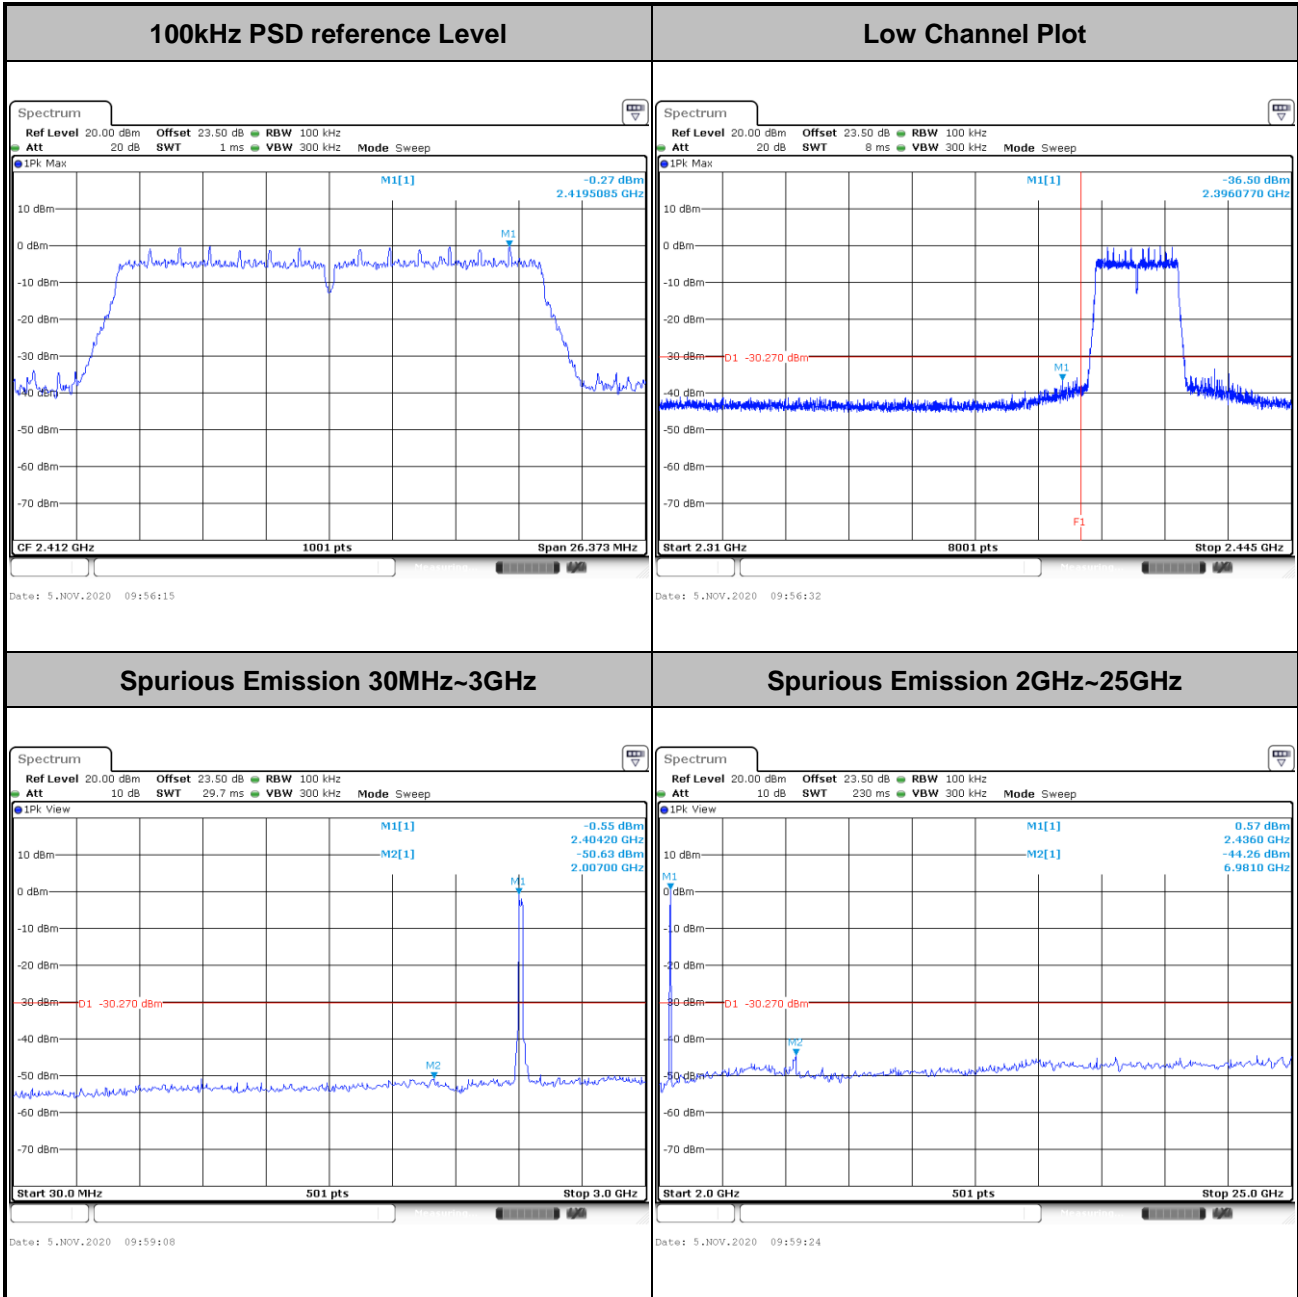 100kHz PSD reference Level
Low Channel Plot
Spectrum
Ref Level 20.00 dBm Offset 23.50 dB RBW 100 kHz
Att 20 dB SWT 1 ms VBW 300 kHz Mode Sweep
1Pk Max
M1[1] -0.27 dBm
2.4195085 GHz
10 dBm
M1
0 dBm
-10 dBm
-20 dBm
-30 dBm
-40 dBm
-50 dBm
-60 dBm
-70 dBm
CF 2.412 GHz 1001 pts Span 26.373 MHz
Measuring
Date: 5.NOV.2020 09:56:15
Spectrum
Ref Level 20.00 dBm Offset 23.50 dB RBW 100 kHz
Att 20 dB SWT 8 ms VBW 300 kHz Mode Sweep
1Pk Max
M1[1] -36.50 dBm
2.3960770 GHz
10 dBm
0 dBm
-10 dBm
-20 dBm
-30 dBm D1 -30.270 dBm
M1
-40 dBm
-50 dBm
-60 dBm
-70 dBm
F1
Start 2.31 GHz 8001 pts Stop 2.445 GHz
Measuring
Date: 5.NOV.2020 09:56:32
Spurious Emission 30MHz~3GHz
Spurious Emission 2GHz~25GHz
Spectrum
Ref Level 20.00 dBm Offset 23.50 dB RBW 100 kHz
Att 10 dB SWT 29.7 ms VBW 300 kHz Mode Sweep
1Pk View
M1[1] -0.55 dBm
2.40420 GHz
10 dBm M2[1] -50.63 dBm
2.00700 GHz
M1
0 dBm
-10 dBm
-20 dBm
-30 dBm D1 -30.270 dBm
-40 dBm
M2
-50 dBm
-60 dBm
-70 dBm
Start 30.0 MHz 501 pts Stop 3.0 GHz
Measuring
Date: 5.NOV.2020 09:59:08
Spectrum
Ref Level 20.00 dBm Offset 23.50 dB RBW 100 kHz
Att 10 dB SWT 230 ms VBW 300 kHz Mode Sweep
1Pk View
M1[1] 0.57 dBm
2.4360 GHz
10 dBm M2[1] -44.26 dBm
6.9810 GHz
M1
0 dBm
-10 dBm
-20 dBm
-30 dBm D1 -30.270 dBm
-40 dBm
M2
-50 dBm
-60 dBm
-70 dBm
Start 2.0 GHz 501 pts Stop 25.0 GHz
Measuring
Date: 5.NOV.2020 09:59:24